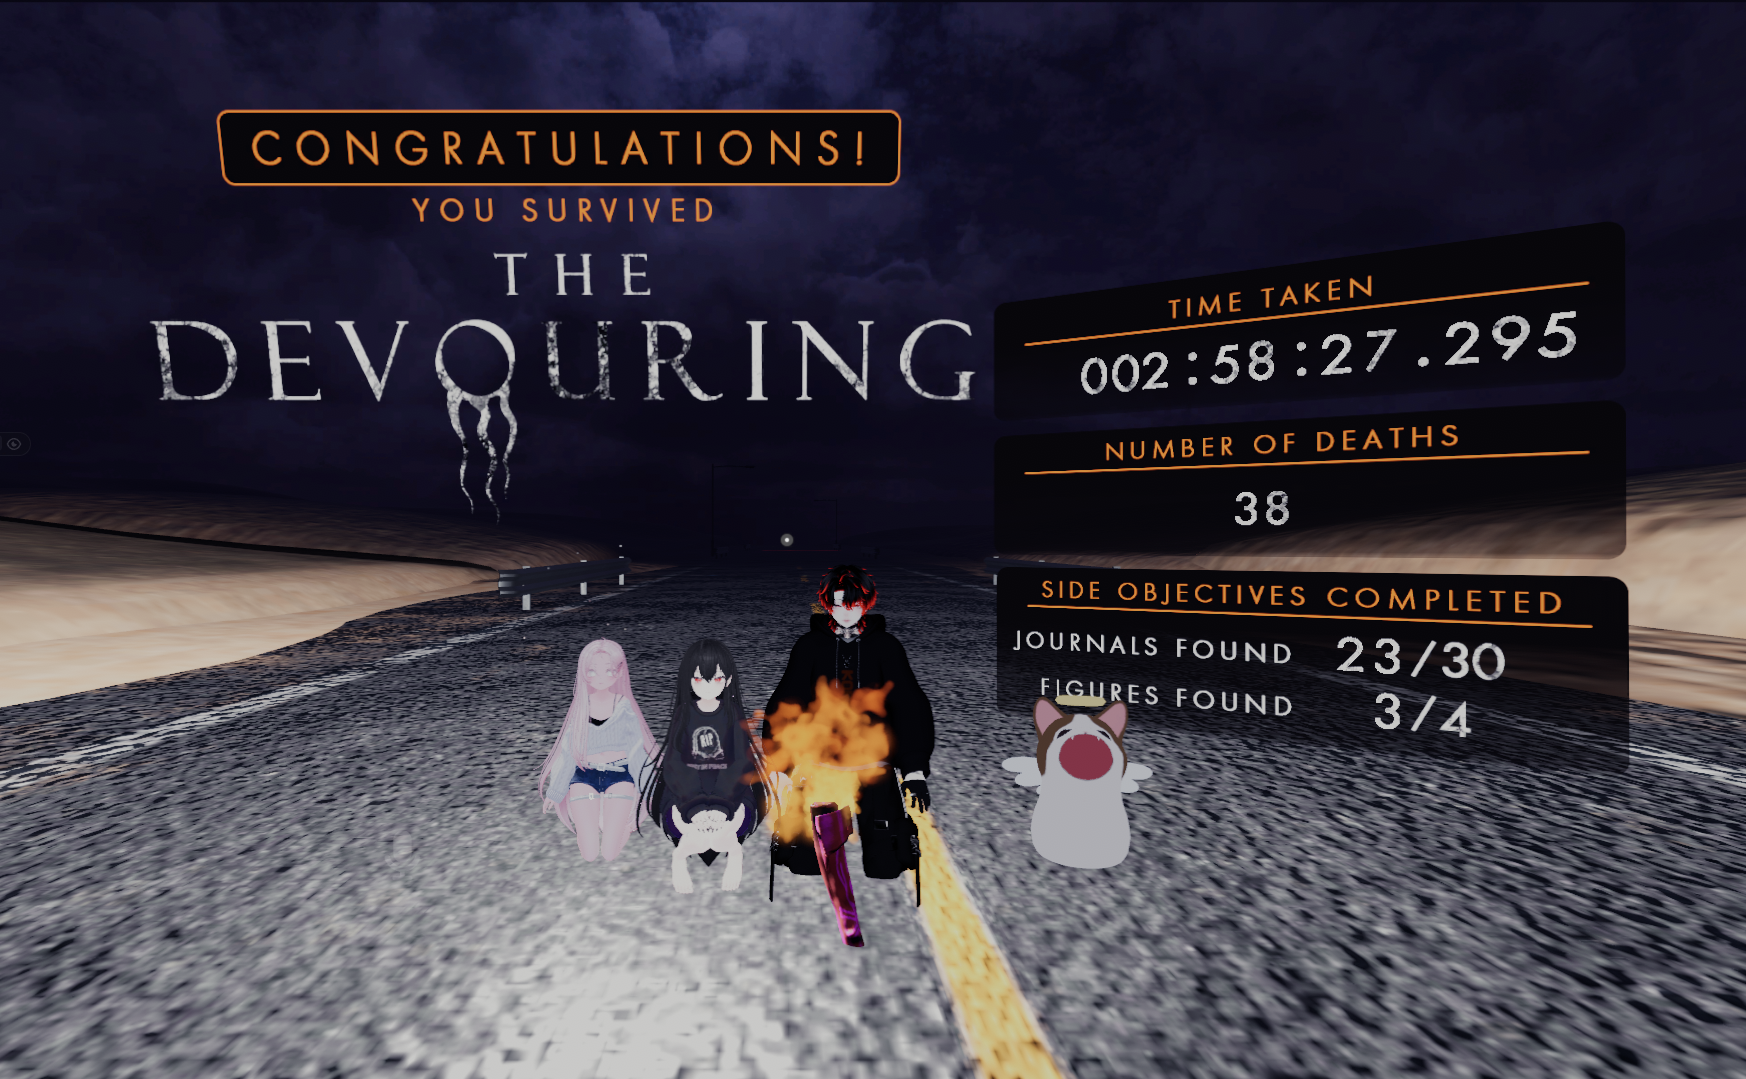 CONGRATULATIONS!
YOU SURVIVED
THE
DEVOURING
TIME TAKEN
002:58:27.295
NUMBER OF DEATHS
38
SIDE OBJECTIVES COMPLETED
JOURNALS FOUND 23/30
FIGURES FOUND 3/4
RIP